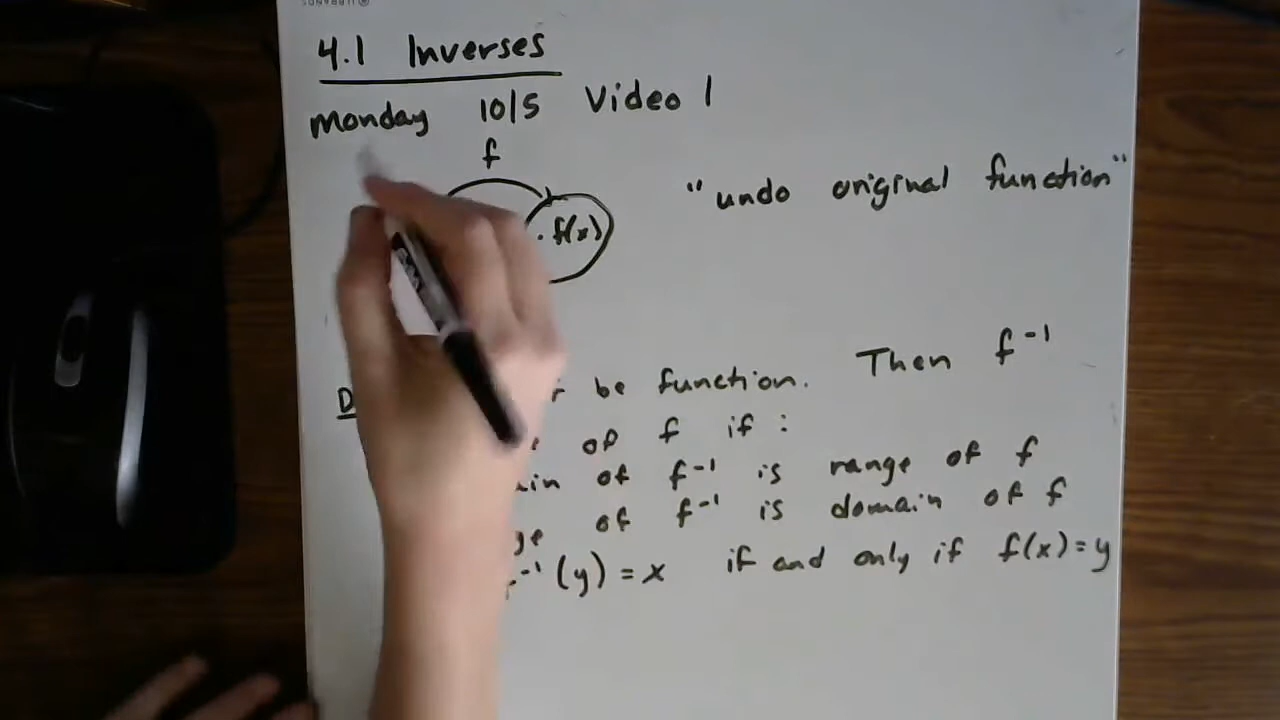 4.1 Inverses
Monday 10/5 Video 1
f
"undo original function"
. f(x)
be function. Then f⁻¹
of f if :
of f⁻¹ is range of f
of f⁻¹ is domain of f
⁻¹(y) = x if and only if f(x) = y